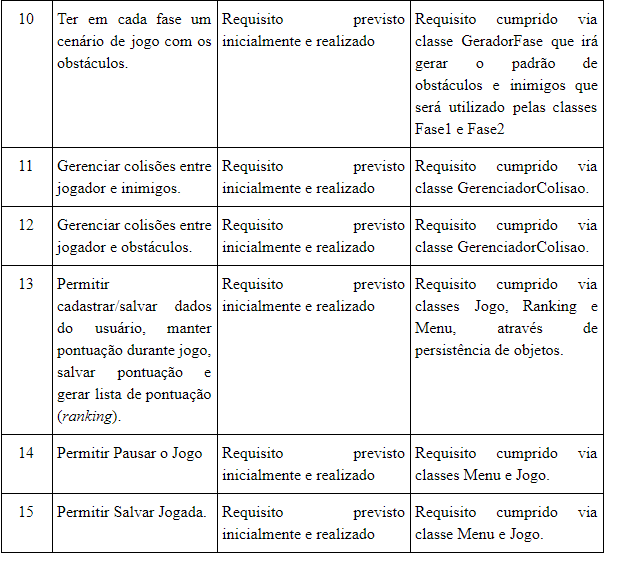 10
Ter em cada fase um
cenário de jogo com os
obstáculos.
Requisito previsto
inicialmente e realizado
Requisito cumprido via
classe GeradorFase que irá
gerar o padrão de
obstáculos e inimigos que
será utilizado pelas classes
Fase1 e Fase2
11
Gerenciar colisões entre
jogador e inimigos.
Requisito previsto
inicialmente e realizado
Requisito cumprido via
classe GerenciadorColisao.
12
Gerenciar colisões entre
jogador e obstáculos.
Requisito previsto
inicialmente e realizado
Requisito cumprido via
classe GerenciadorColisao.
13
Permitir
cadastrar/salvar dados
do usuário, manter
pontuação durante jogo,
salvar pontuação e
gerar lista de pontuação
(ranking).
Requisito previsto
inicialmente e realizado
Requisito cumprido via
classes Jogo, Ranking e
Menu, através de
persistência de objetos.
14
Permitir Pausar o Jogo
Requisito previsto
inicialmente e realizado
Requisito cumprido via
classes Menu e Jogo.
15
Permitir Salvar Jogada.
Requisito previsto
inicialmente e realizado
Requisito cumprido via
classe Menu e Jogo.